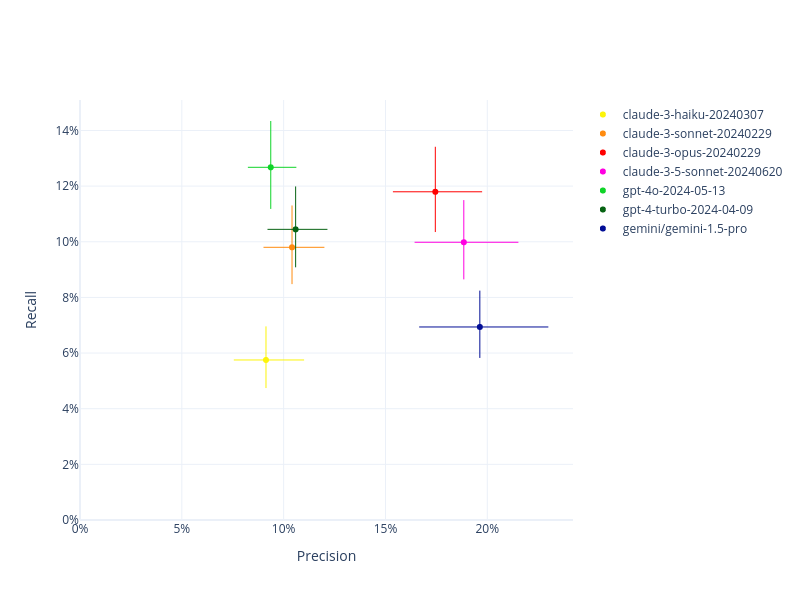 14%
12%
10%
8%
6%
4%
2%
0%
0%
5%
10%
15%
20%
Precision
Recall
claude-3-haiku-20240307
claude-3-sonnet-20240229
claude-3-opus-20240229
claude-3-5-sonnet-20240620
gpt-4o-2024-05-13
gpt-4-turbo-2024-04-09
gemini/gemini-1.5-pro